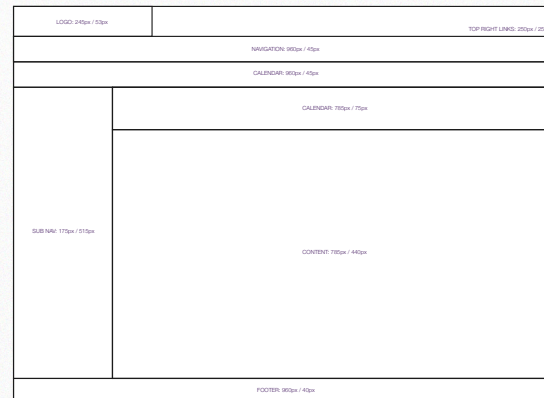 LOGO: 245px / 53px
TOP RIGHT LINKS: 250px / 25
NAVIGATION: 960px / 45px
CALENDAR: 960px / 45px
CALENDAR: 785px / 75px
SUB NAV: 175px / 515px
CONTENT: 785px / 440px
FOOTER: 960px / 40px